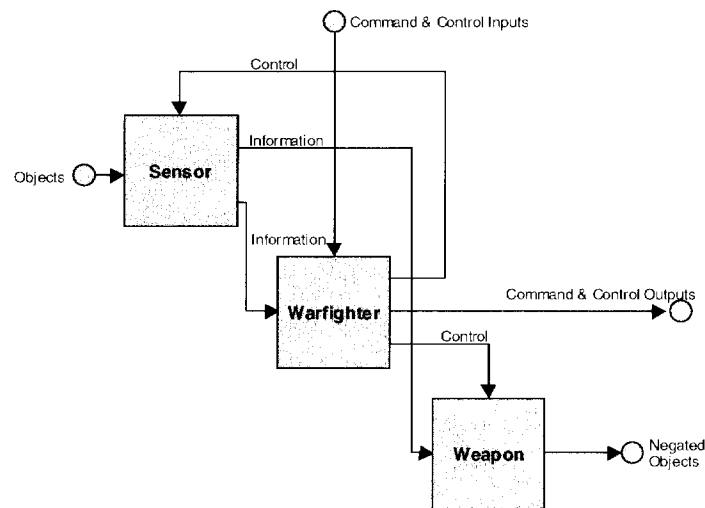 Command & Control Inputs
Control
Information
Sensor
Objects
Information
Command & Control Outputs
Warfighter
Control
Negated
Objects
Weapon